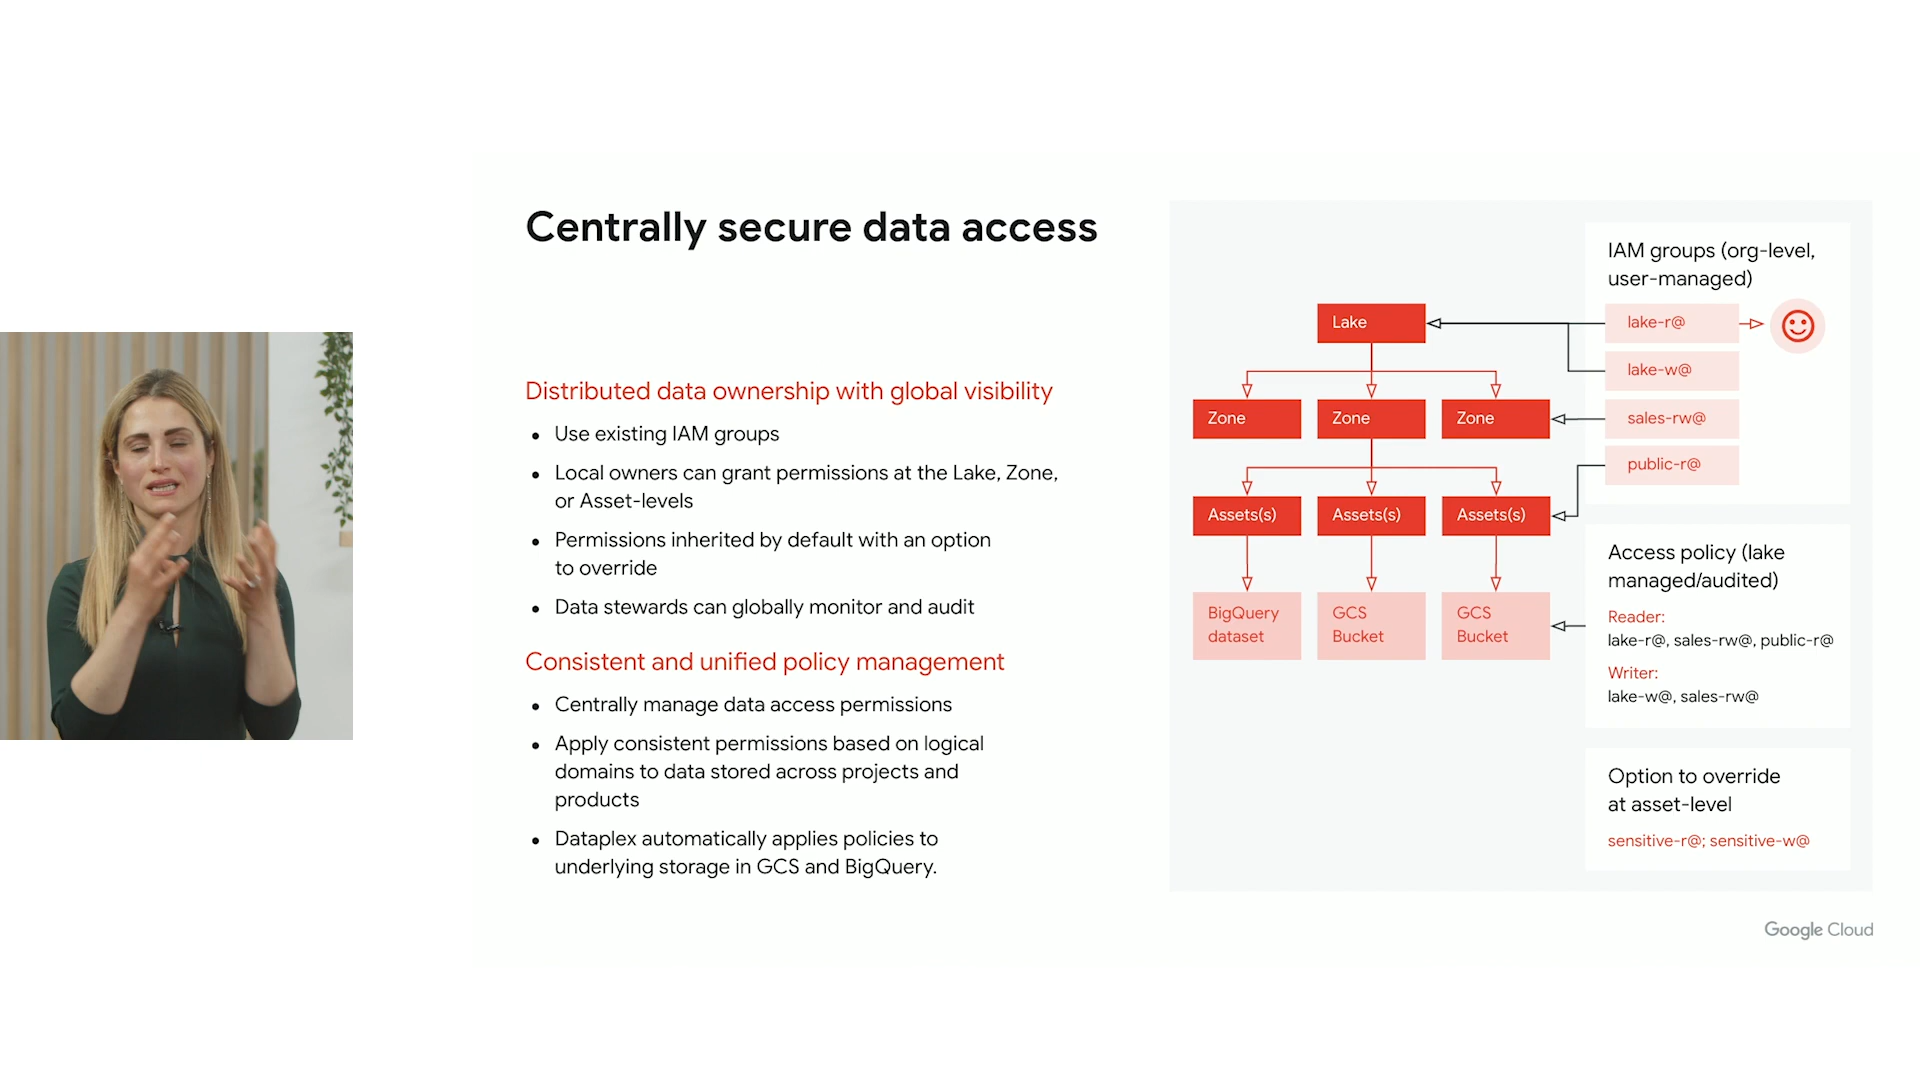 Centrally secure data access
Distributed data ownership with global visibility
Use existing IAM groups
Local owners can grant permissions at the Lake, Zone,
or Asset-levels
Permissions inherited by default with an option
to override
Data stewards can globally monitor and audit
Consistent and unified policy management
Centrally manage data access permissions
Apply consistent permissions based on logical
domains to data stored across projects and
products
Dataplex automatically applies policies to
underlying storage in GCS and BigQuery.
Lake
Zone
Zone
Zone
Assets(s)
Assets(s)
Assets(s)
BigQuery
dataset
GCS
Bucket
GCS
Bucket
IAM groups (org-level,
user-managed)
lake-r@
lake-w@
sales-rw@
public-r@
Access policy (lake
managed/audited)
Reader:
lake-r@, sales-rw@, public-r@
Writer:
lake-w@, sales-rw@
Option to override
at asset-level
sensitive-r@; sensitive-w@
Google Cloud